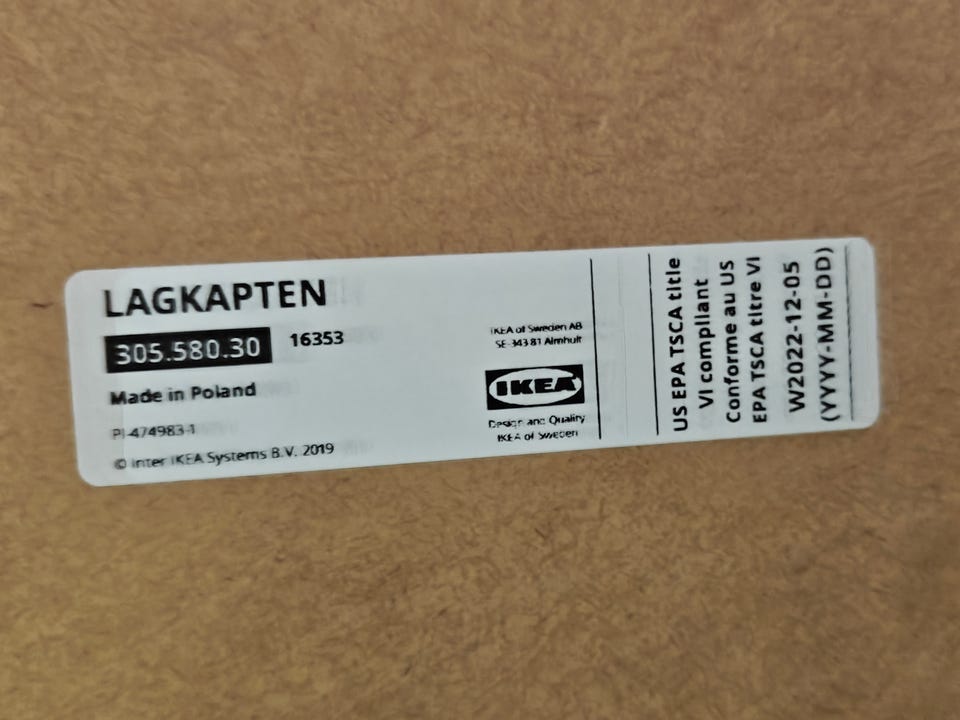 LAGKAPTEN
305.580.30 16353
Made in Poland
PI-474983-1
© Inter IKEA Systems B.V. 2019
IKEA of Sweden AB
SE-343 81 Älmhult
IKEA
Design and Quality
IKEA of Sweden
US EPA TSCA title
VI compliant
Conforme au US
EPA TSCA titre VI
W2022-12-05
(YYYY-MM-DD)